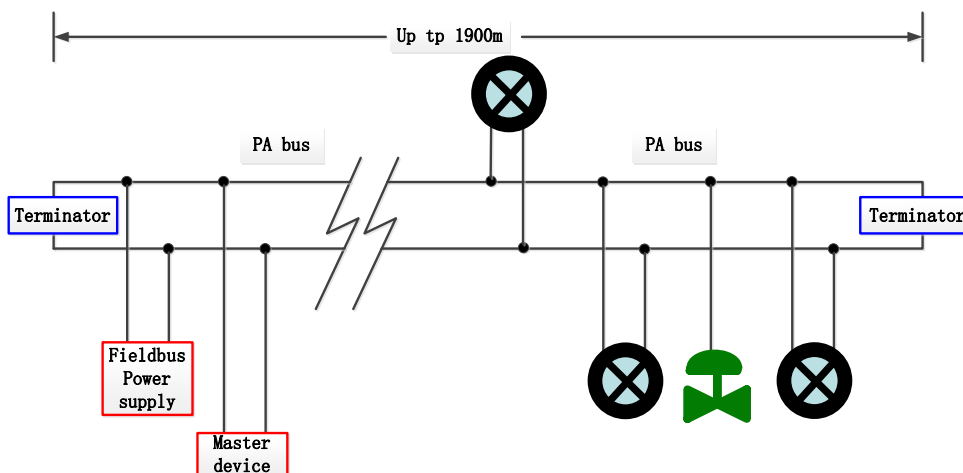 Up tp 1900m
PA bus
PA bus
Terminator
Terminator
Fieldbus
Power
supply
Master
device